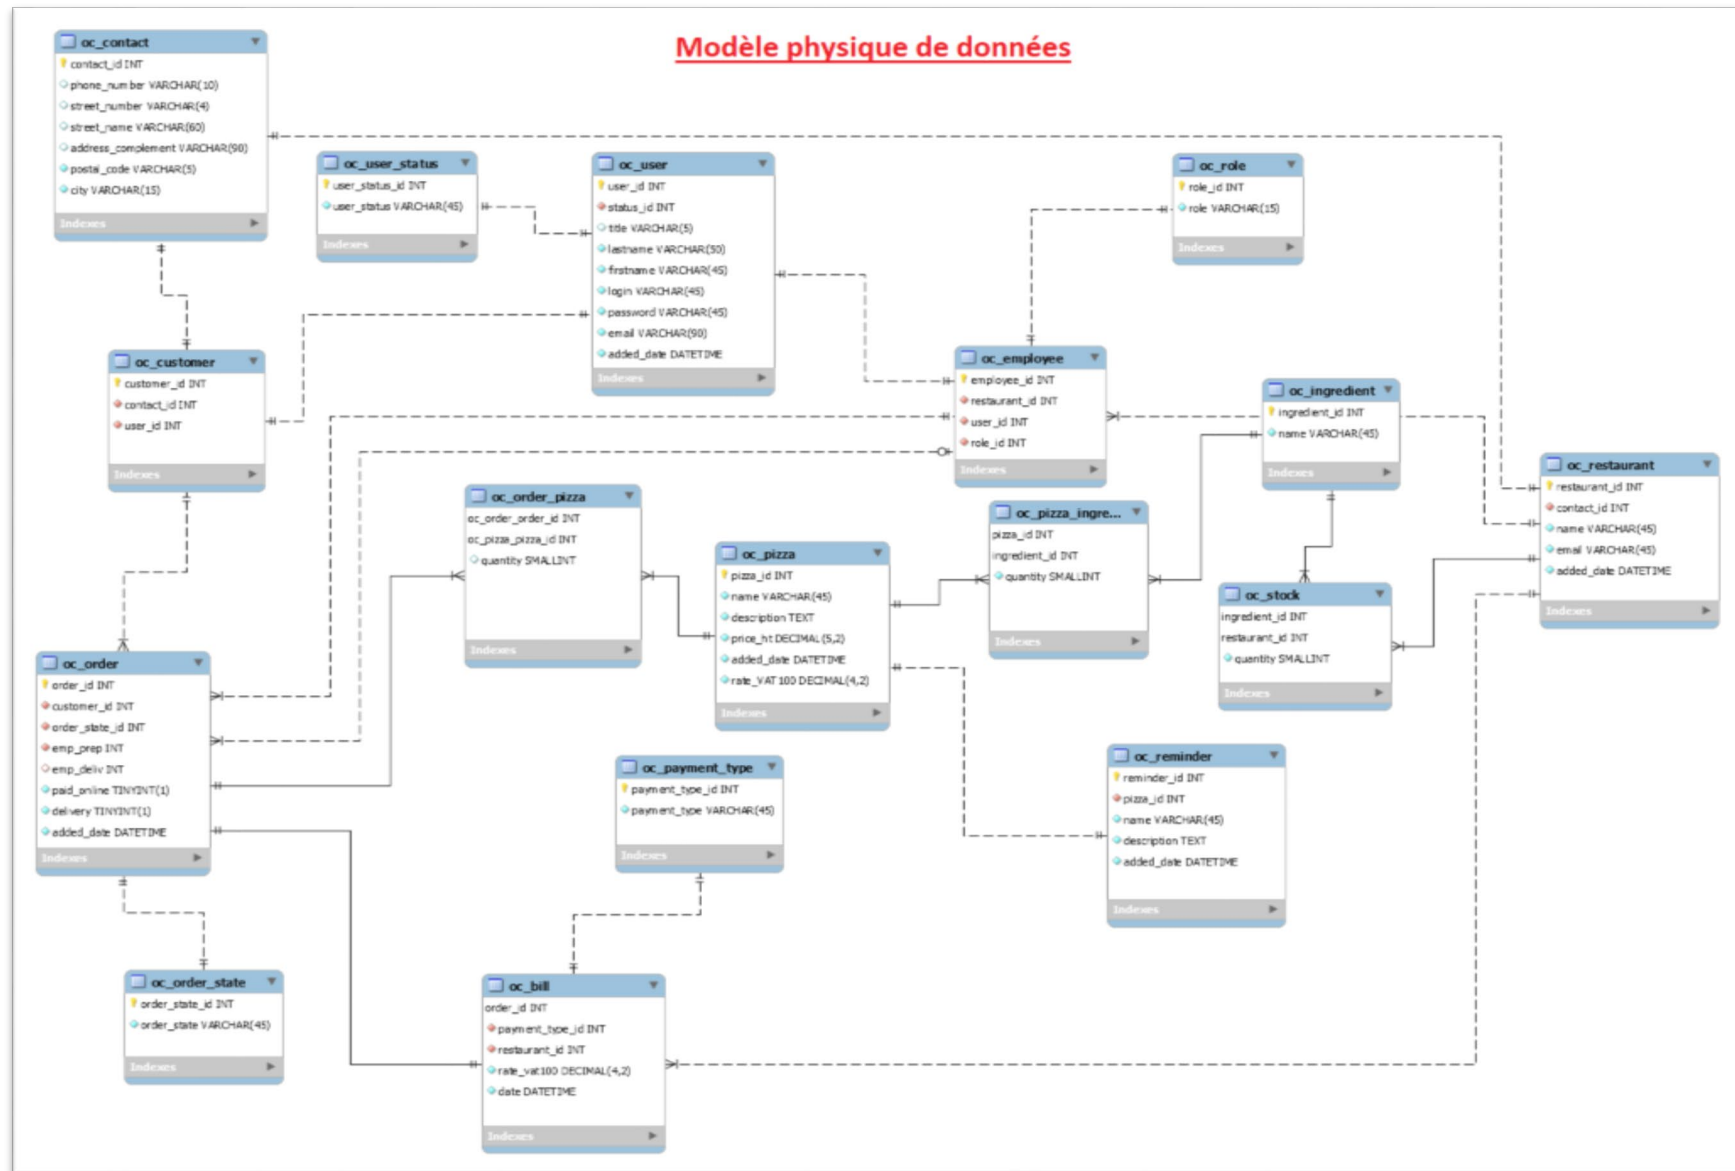 Modèle physique de données
oc_contact
contact_id INT
phone_number VARCHAR(10)
street_number VARCHAR(4)
street_name VARCHAR(60)
address_complement VARCHAR(90)
postal_code VARCHAR(5)
city VARCHAR(15)
Indexes
oc_user_status
user_status_id INT
user_status VARCHAR(45)
Indexes
oc_user
user_id INT
status_id INT
title VARCHAR(5)
lastname VARCHAR(50)
firstname VARCHAR(45)
login VARCHAR(45)
password VARCHAR(45)
email VARCHAR(90)
added_date DATETIME
Indexes
oc_role
role_id INT
role VARCHAR(15)
Indexes
oc_customer
customer_id INT
contact_id INT
user_id INT
Indexes
oc_employee
employee_id INT
restaurant_id INT
user_id INT
role_id INT
Indexes
oc_ingredient
ingredient_id INT
name VARCHAR(45)
Indexes
oc_restaurant
restaurant_id INT
contact_id INT
name VARCHAR(45)
email VARCHAR(45)
added_date DATETIME
Indexes
oc_order_pizza
oc_order_order_id INT
oc_pizza_pizza_id INT
quantity SMALLINT
Indexes
oc_pizza
pizza_id INT
name VARCHAR(45)
description TEXT
price_ht DECIMAL(5,2)
added_date DATETIME
rate_VAT100 DECIMAL(4,2)
Indexes
oc_pizza_ingre...
pizza_id INT
ingredient_id INT
quantity SMALLINT
Indexes
oc_stock
ingredient_id INT
restaurant_id INT
quantity SMALLINT
Indexes
oc_order
order_id INT
customer_id INT
order_state_id INT
emp_prep INT
emp_deliv INT
paid_online TINYINT(1)
delivery TINYINT(1)
added_date DATETIME
Indexes
oc_payment_type
payment_type_id INT
payment_type VARCHAR(45)
Indexes
oc_reminder
reminder_id INT
pizza_id INT
name VARCHAR(45)
description TEXT
added_date DATETIME
Indexes
oc_order_state
order_state_id INT
order_state VARCHAR(45)
Indexes
oc_bill
order_id INT
payment_type_id INT
restaurant_id INT
rate_vat100 DECIMAL(4,2)
date DATETIME
Indexes